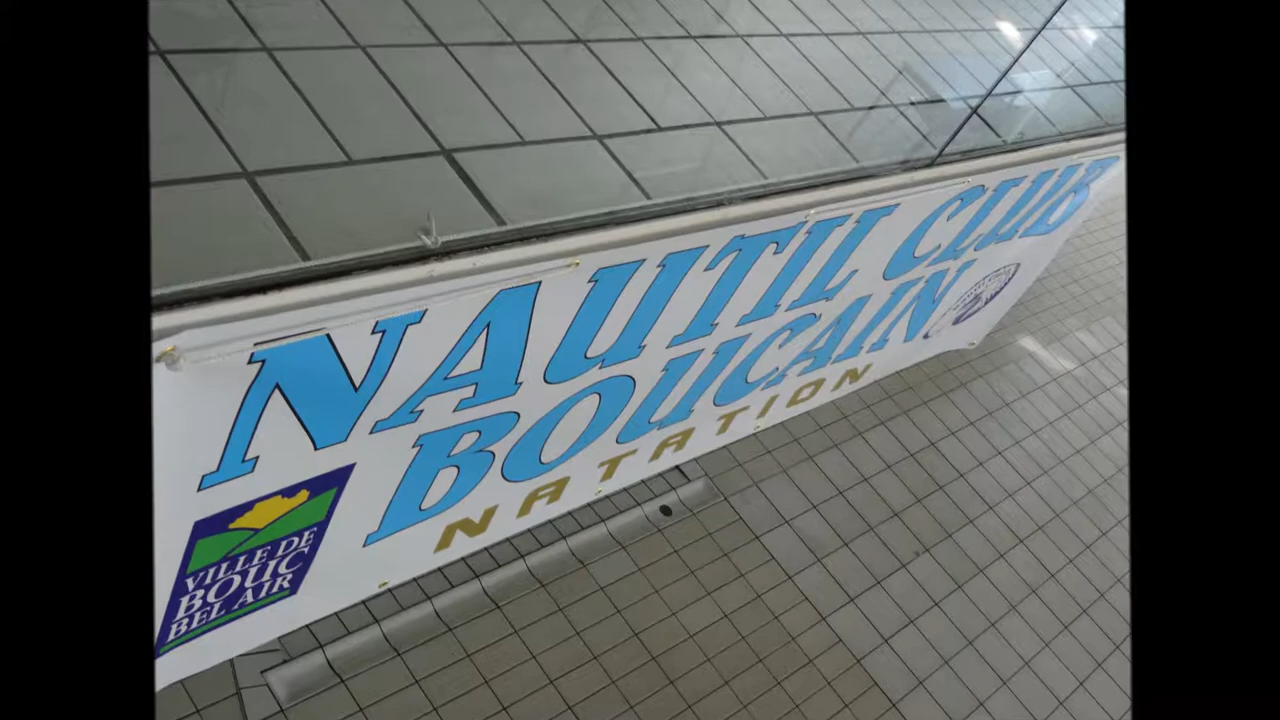 NAUTIL CLUB
BOUCAIN
NATATION
VILLE DE
BOUC
BEL AIR